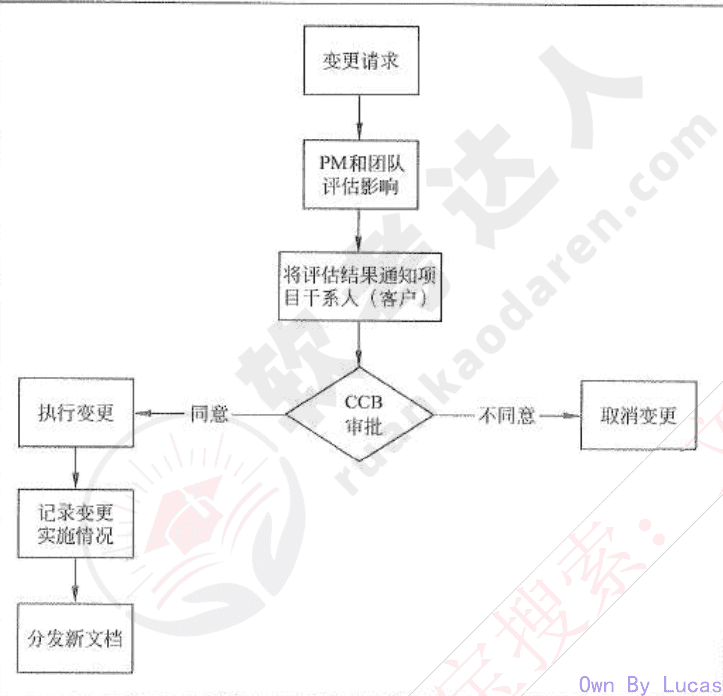 变更请求
PM和团队
评估影响
将评估结果通知项
目干系人（客户）
CCB
审批
同意
不同意
执行变更
取消变更
记录变更
实施情况
分发新文档
软考达人
ruankaodaren.com
搜索：
Own By Lucas